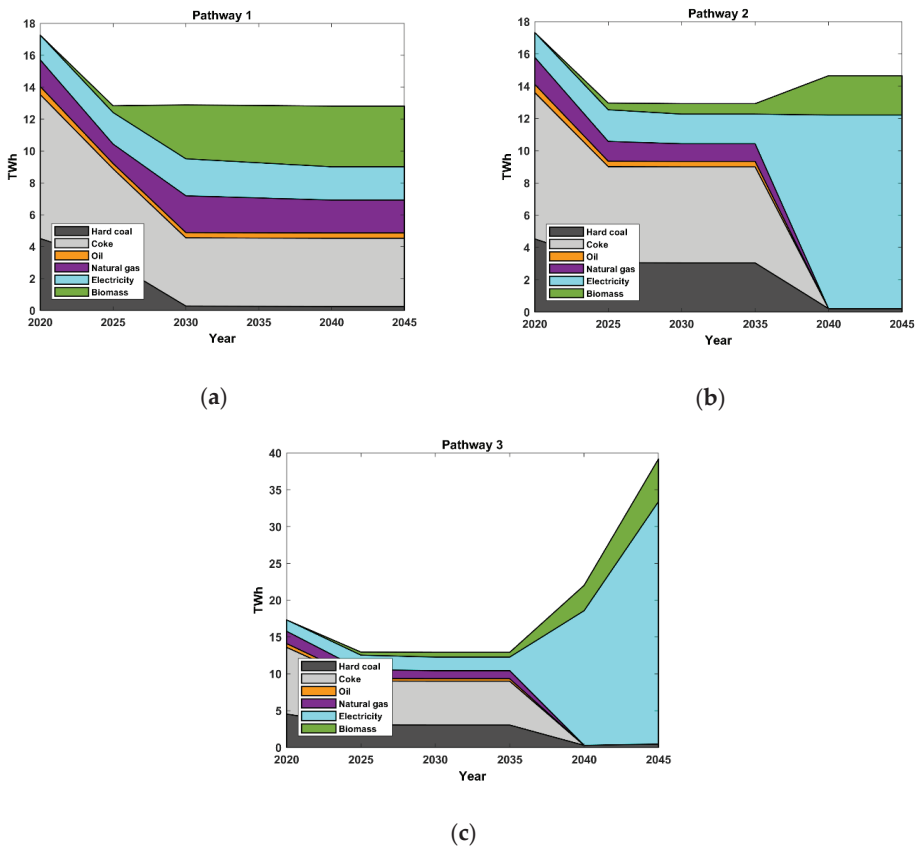 Pathway 1
18
16
14
12
10
8
6
4
2
0
TWh
Hard coal
Coke
Oil
Natural gas
Electricity
Biomass
2020 2025 2030 2035 2040 2045
Year
(a)
Pathway 2
18
16
14
12
10
8
6
4
2
0
TWh
Hard coal
Coke
Oil
Natural gas
Electricity
Biomass
2020 2025 2030 2035 2040 2045
Year
(b)
Pathway 3
40
35
30
25
20
15
10
5
0
TWh
Hard coal
Coke
Oil
Natural gas
Electricity
Biomass
2020 2025 2030 2035 2040 2045
Year
(c)